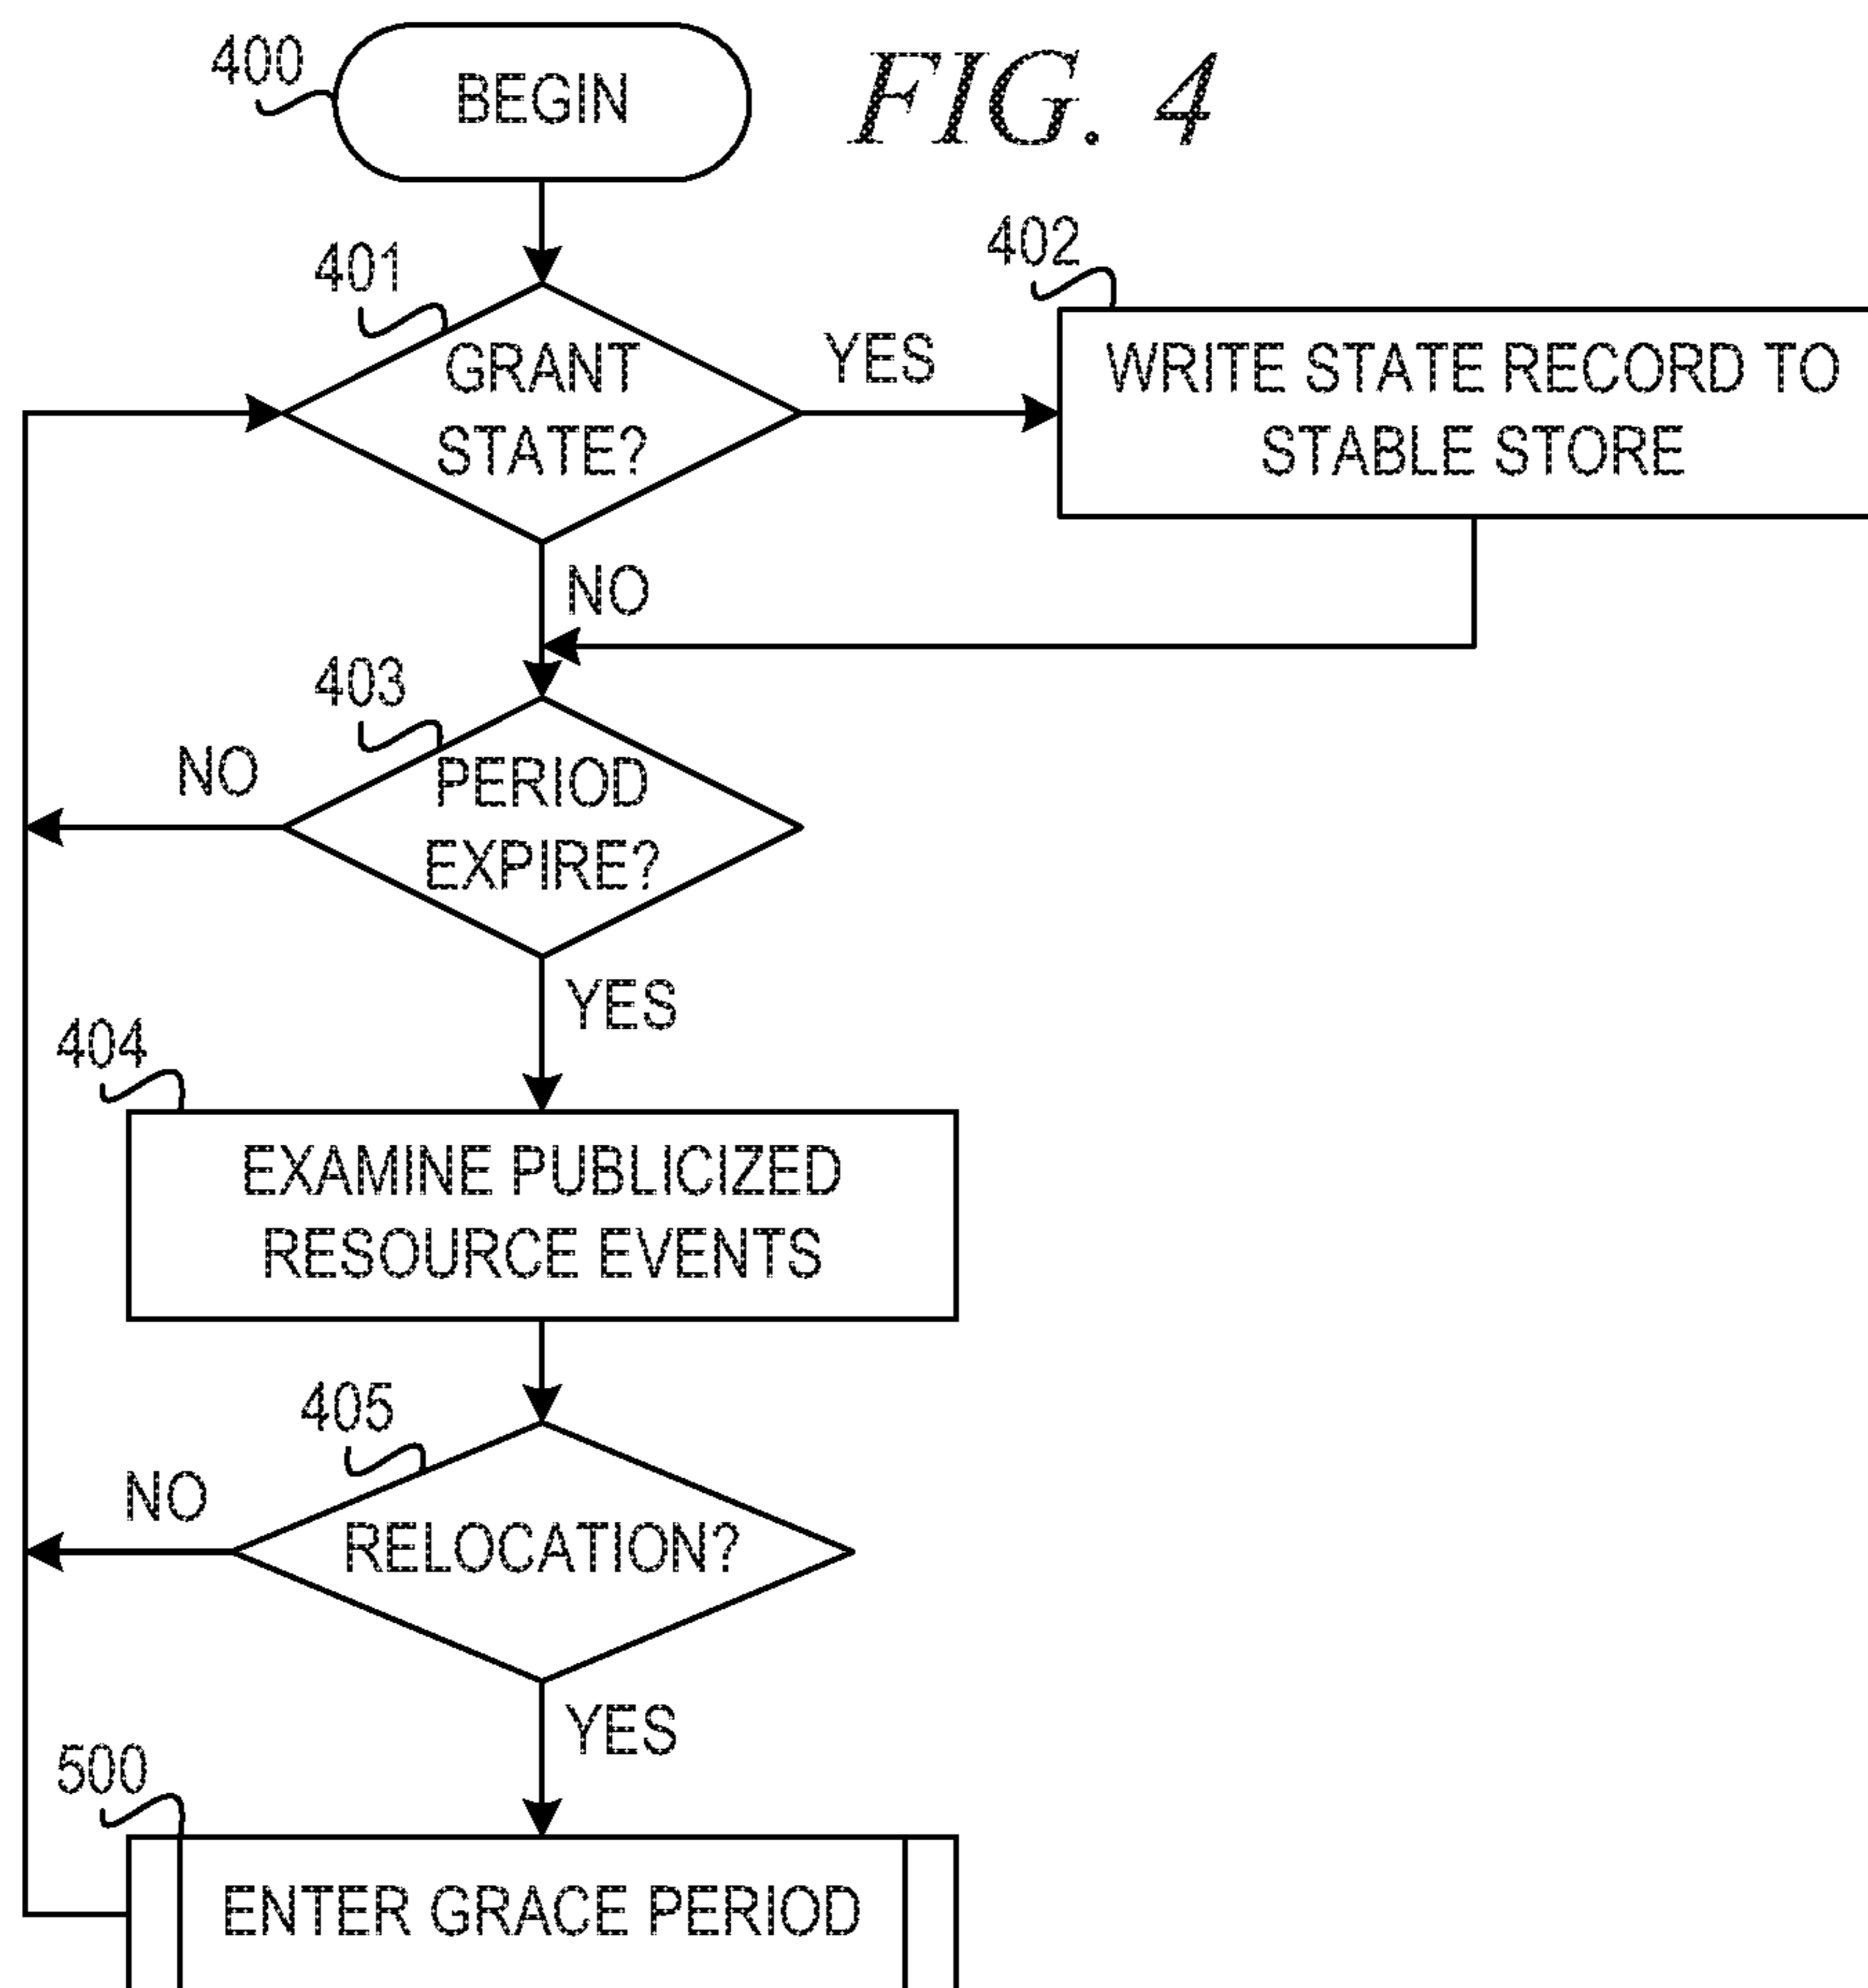 400
BEGIN
FIG. 4
401
GRANT
STATE?
YES
402
WRITE STATE RECORD TO
STABLE STORE
NO
403
PERIOD
EXPIRE?
NO
YES
404
EXAMINE PUBLICIZED
RESOURCE EVENTS
405
RELOCATION?
NO
YES
500
ENTER GRACE PERIOD